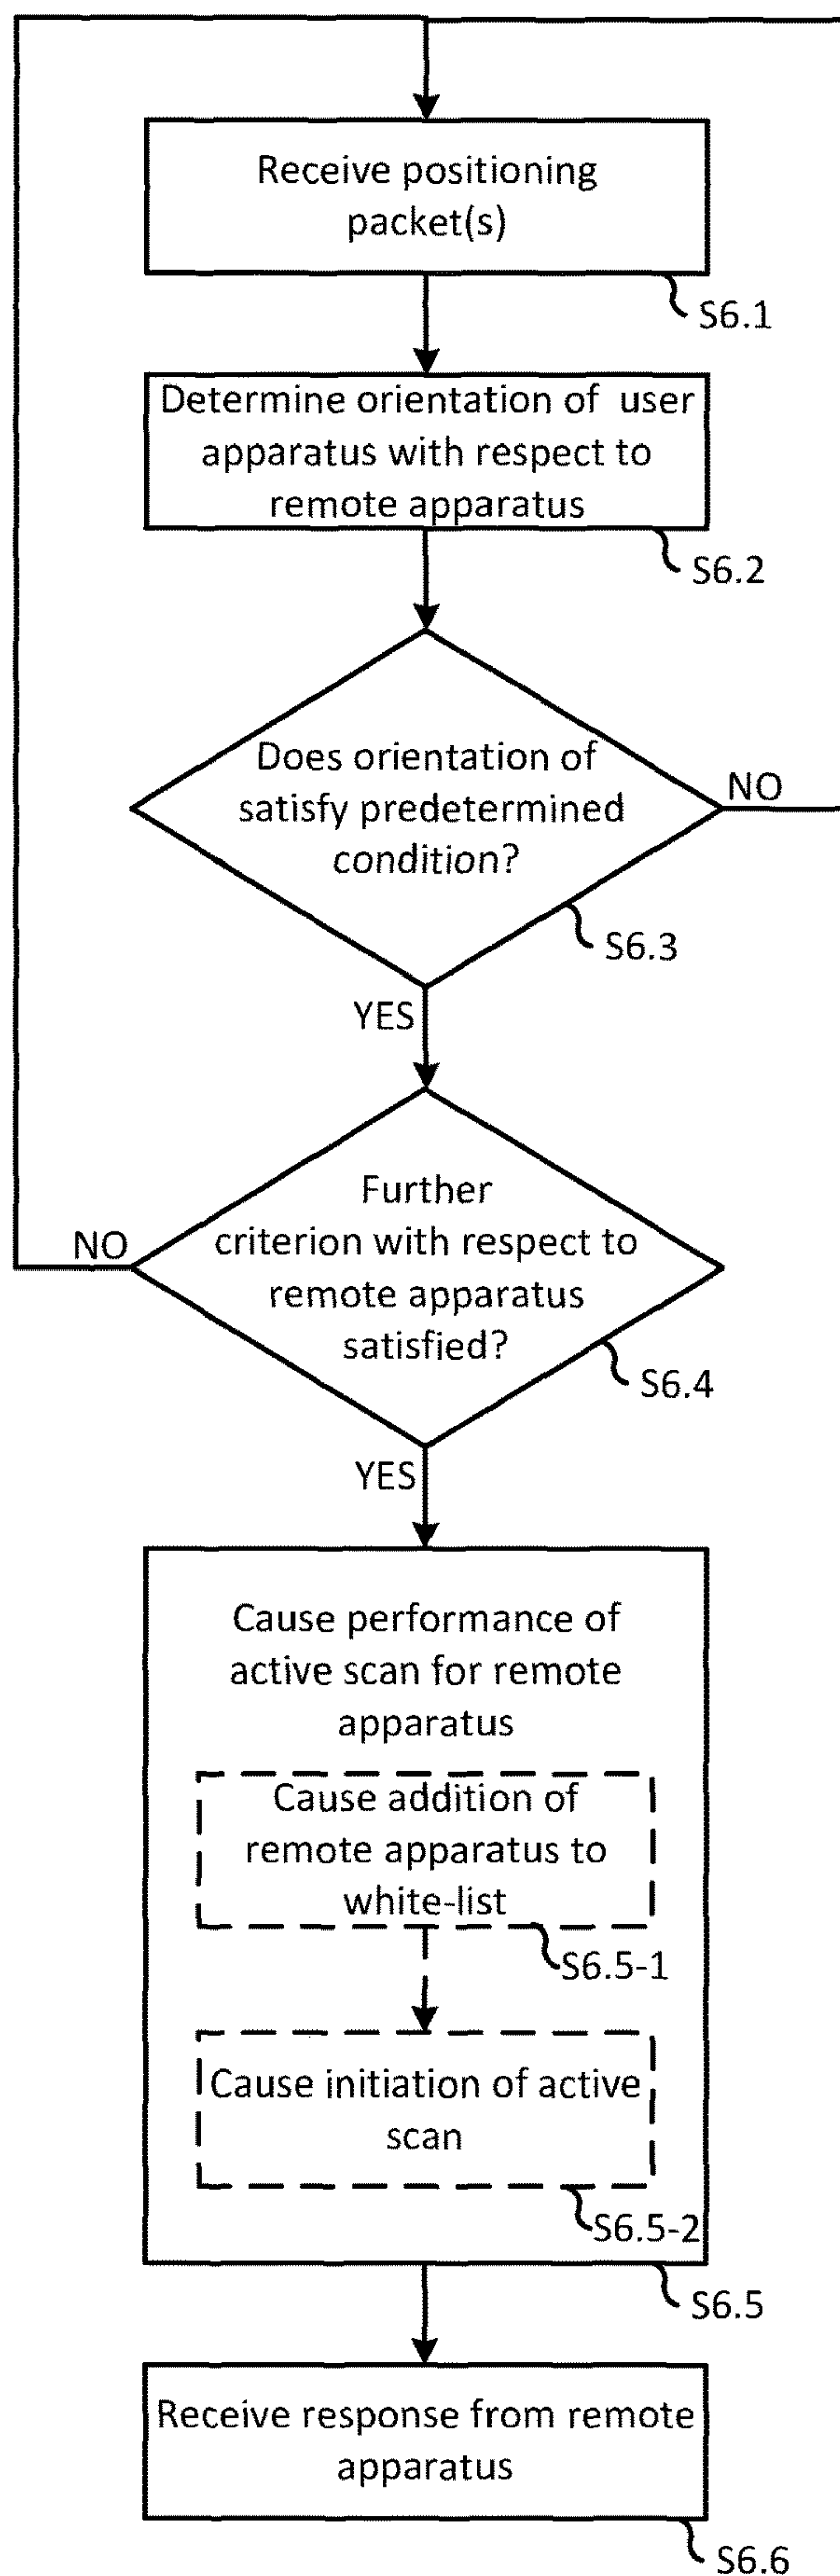 Receive positioning
packet(s)
S6.1
Determine orientation of user
apparatus with respect to
remote apparatus
S6.2
Does orientation of
satisfy predetermined
condition?
NO
S6.3
YES
Further
criterion with respect to
remote apparatus
satisfied?
NO
S6.4
YES
Cause performance of
active scan for remote
apparatus
Cause addition of
remote apparatus to
white-list
S6.5-1
Cause initiation of active
scan
S6.5-2
S6.5
Receive response from remote
apparatus
S6.6